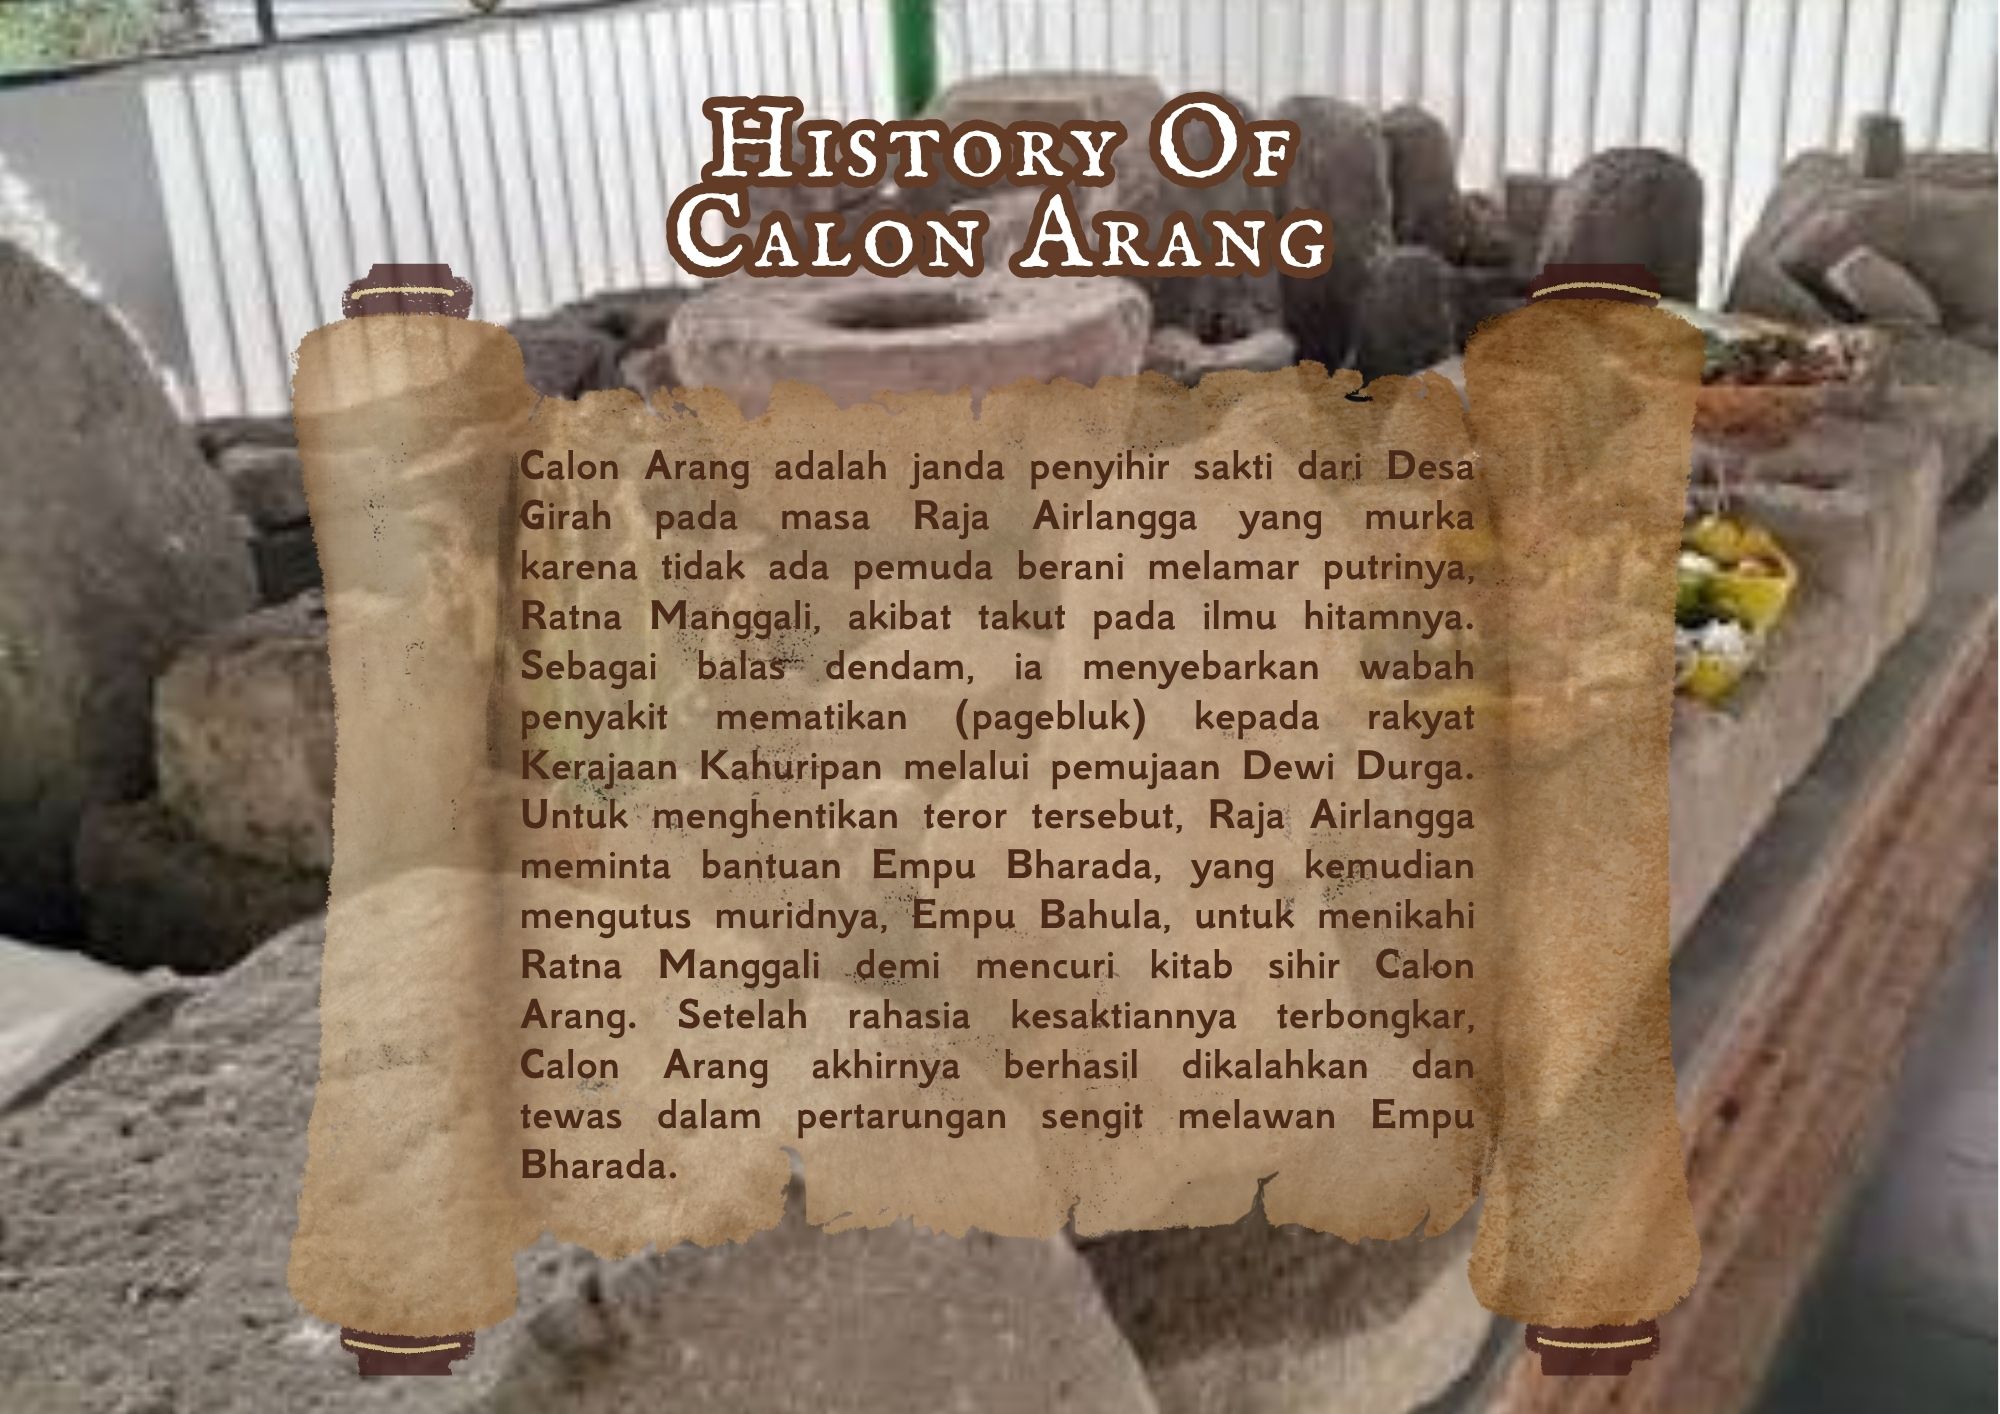 History Of
Calon Arang
Calon Arang adalah janda penyihir sakti dari Desa
Girah pada masa Raja Airlangga yang murka
karena tidak ada pemuda berani melamar putrinya,
Ratna Manggali, akibat takut pada ilmu hitamnya.
Sebagai balas dendam, ia menyebarkan wabah
penyakit mematikan (pagebluk) kepada rakyat
Kerajaan Kahuripan melalui pemujaan Dewi Durga.
Untuk menghentikan teror tersebut, Raja Airlangga
meminta bantuan Empu Bharada, yang kemudian
mengutus muridnya, Empu Bahula, untuk menikahi
Ratna Manggali demi mencuri kitab sihir Calon
Arang. Setelah rahasia kesaktiannya terbongkar,
Calon Arang akhirnya berhasil dikalahkan dan
tewas dalam pertarungan sengit melawan Empu
Bharada.